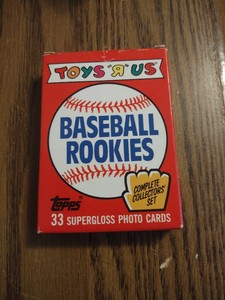 TOYS "R" US
BASEBALL
ROOKIES
COMPLETE
COLLECTORS'
SET
Topps
33 SUPERGLOSS PHOTO CARDS